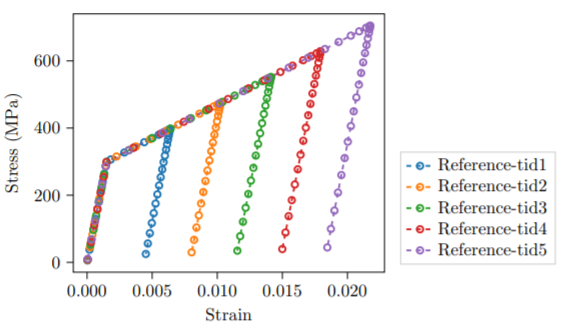 600
400
200
0
Stress (MPa)
0.000 0.005 0.010 0.015 0.020
Strain
Reference-tid1
Reference-tid2
Reference-tid3
Reference-tid4
Reference-tid5